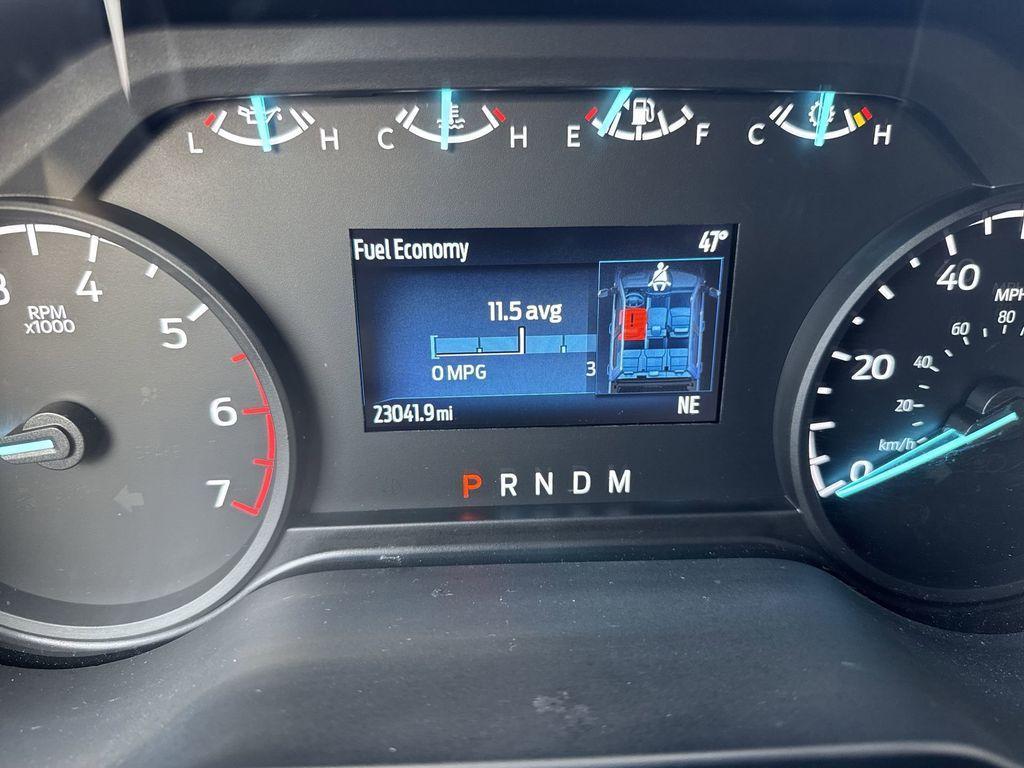 L H
C H
E F
C H
Fuel Economy 47°
11.5 avg
0 MPG 3
23041.9 mi NE
P R N D M
3 4 5 6 7
RPM
x1000
0 20 40
MPH
20 40 60 80
km/h